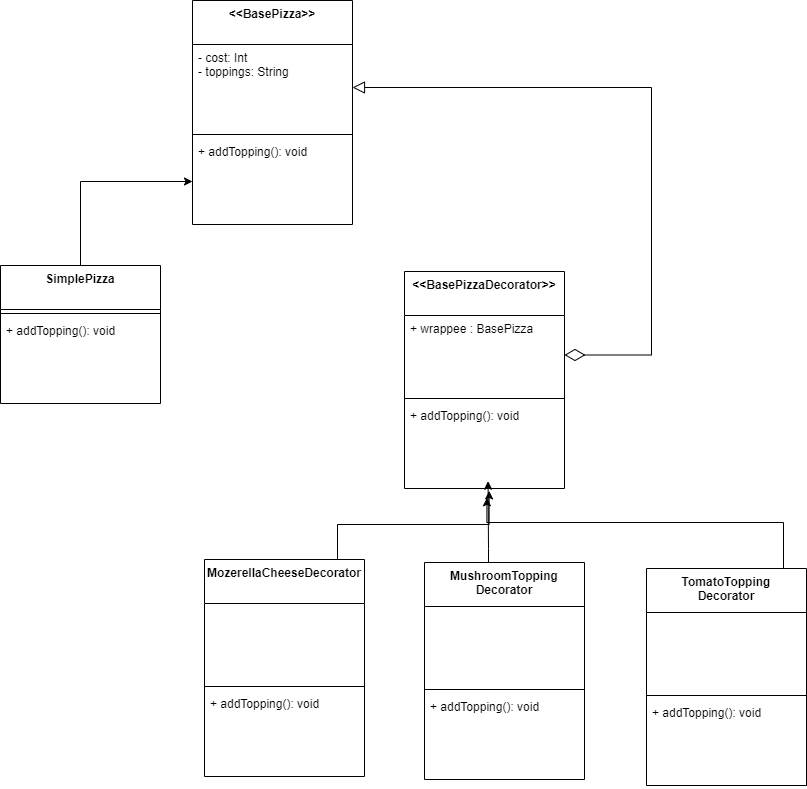 <<BasePizza>>
- cost: Int
- toppings: String
+ addTopping(): void
SimplePizza
+ addTopping(): void
<<BasePizzaDecorator>>
+ wrappee : BasePizza
+ addTopping(): void
MozerellaCheeseDecorator
+ addTopping(): void
MushroomTopping
Decorator
+ addTopping(): void
TomatoTopping
Decorator
+ addTopping(): void